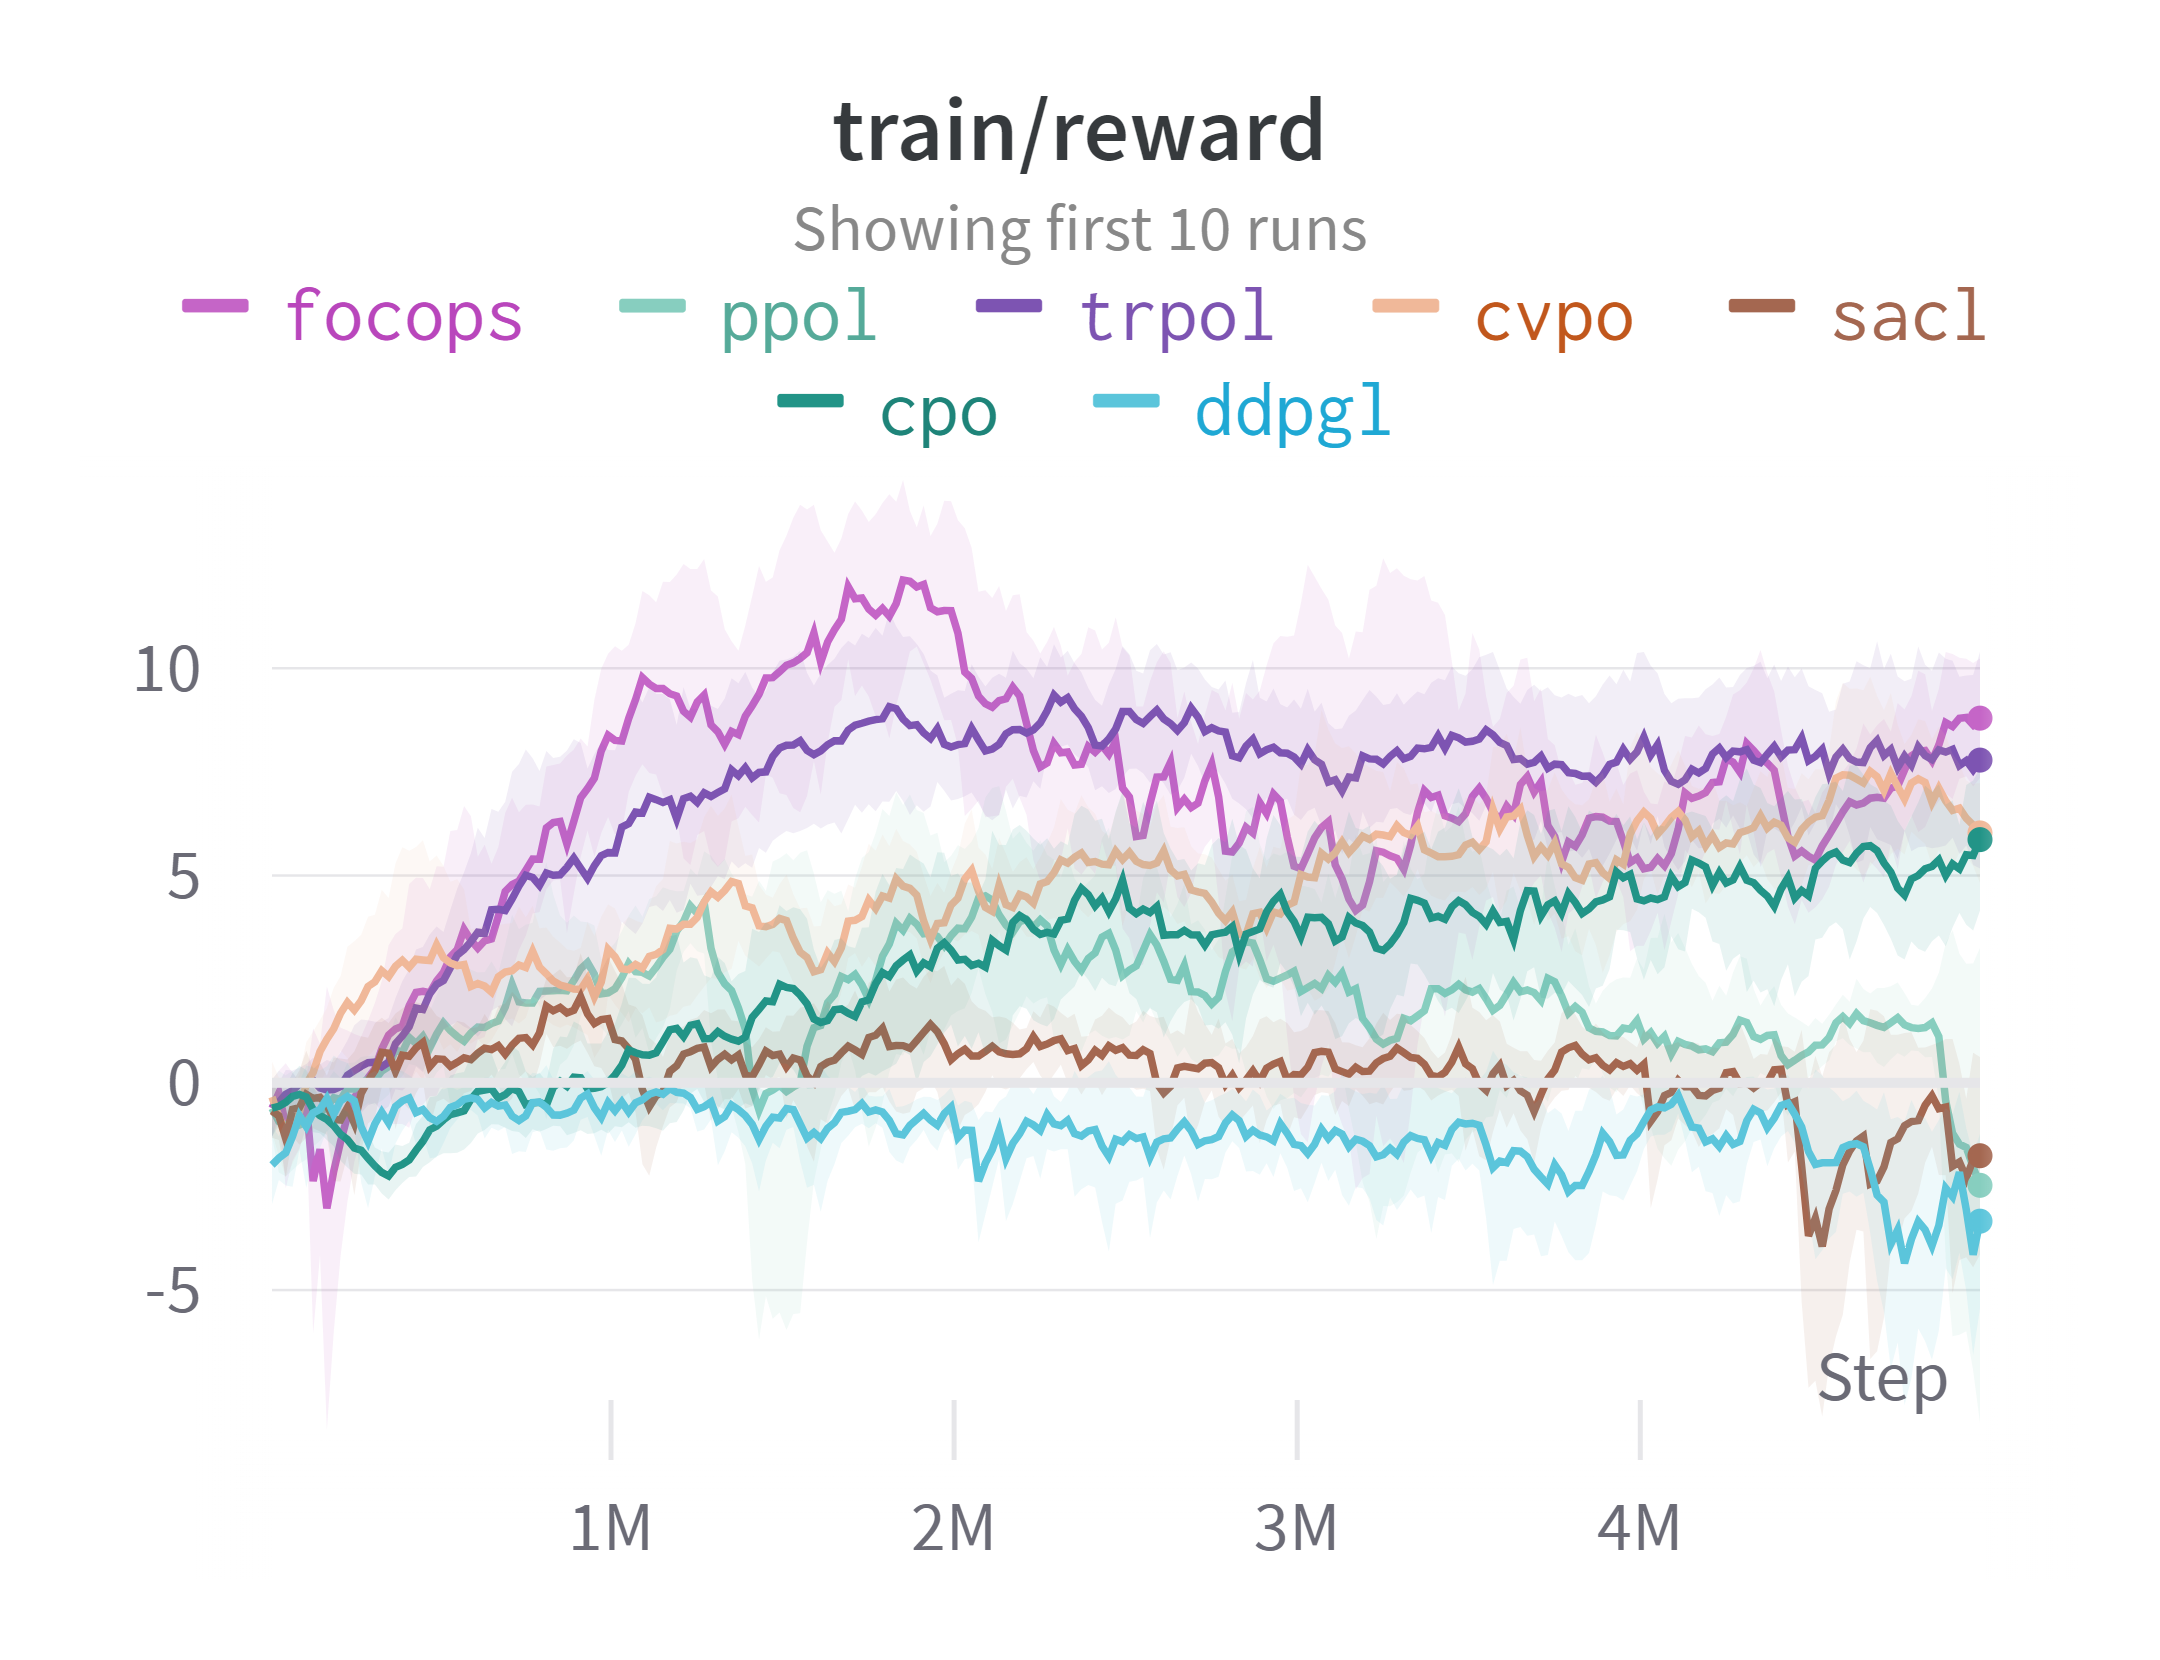 train/reward
Showing first 10 runs
focops ppol trpol cvpo sacl
cpo ddpgl
10
5
0
-5
Step
1M 2M 3M 4M